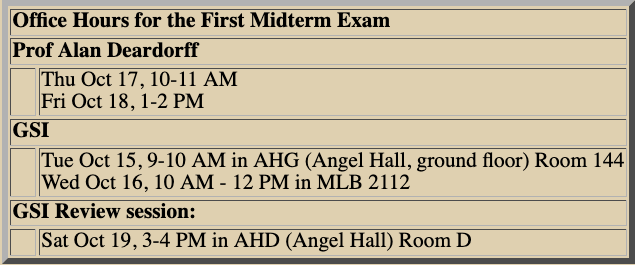 Office Hours for the First Midterm Exam
Prof Alan Deardorff
Thu Oct 17, 10-11 AM
Fri Oct 18, 1-2 PM
GSI
Tue Oct 15, 9-10 AM in AHG (Angel Hall, ground floor) Room 144
Wed Oct 16, 10 AM - 12 PM in MLB 2112
GSI Review session:
Sat Oct 19, 3-4 PM in AHD (Angel Hall) Room D